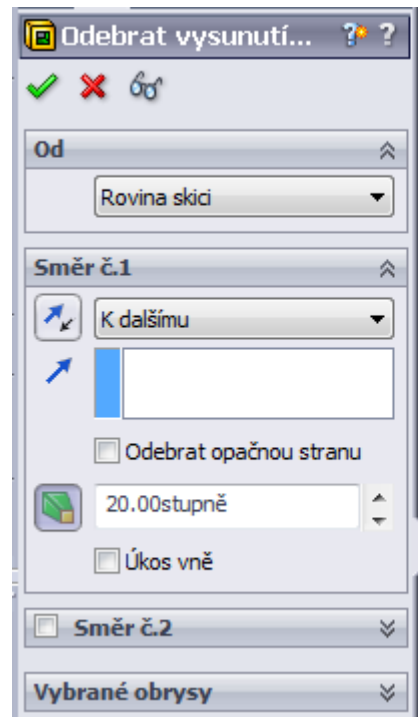 Odebrat vysunutí...
Od
Rovina skici
Směr č.1
K dalšímu
Odebrat opačnou stranu
20.00stupně
Úkos vně
Směr č.2
Vybrané obrysy